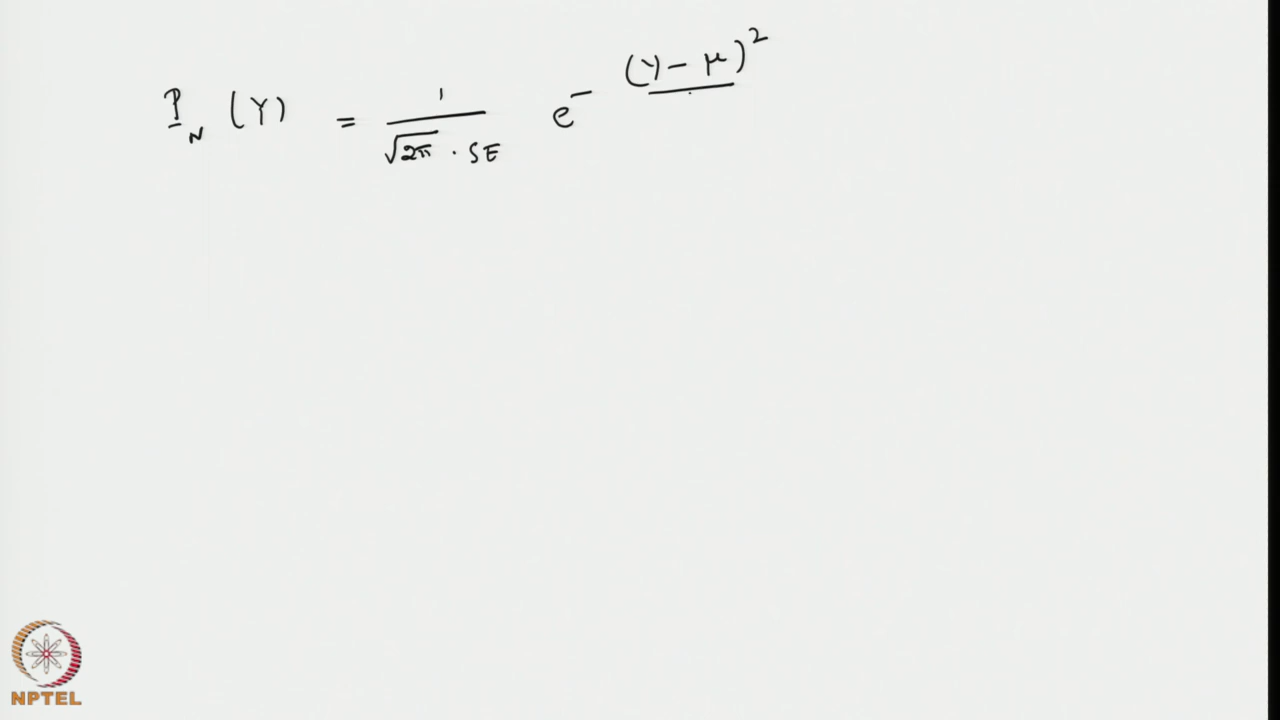 P_N (Y) = 1 / (√2π · SE) e^- (Y - μ)^2
NPTEL